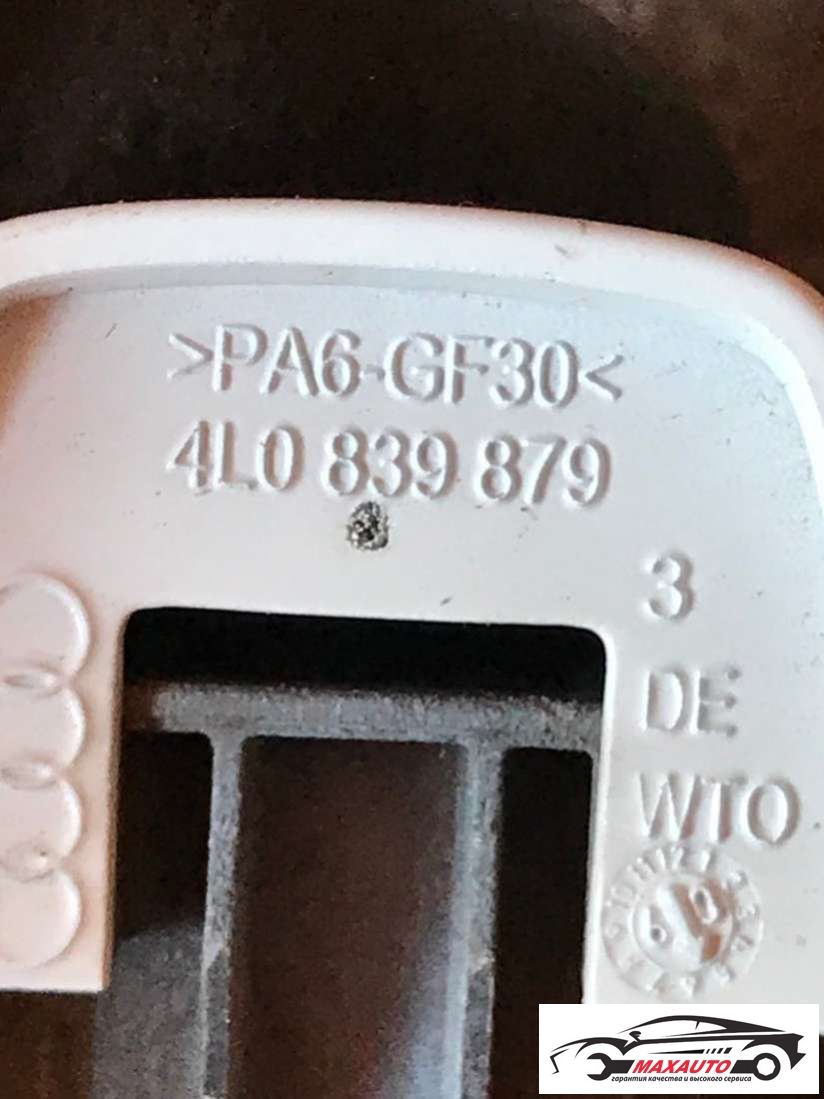 >PA6-GF30<
4L0 839 879
3
DE
WTO
MAXAUTO
гарантия качества и высокого сервиса